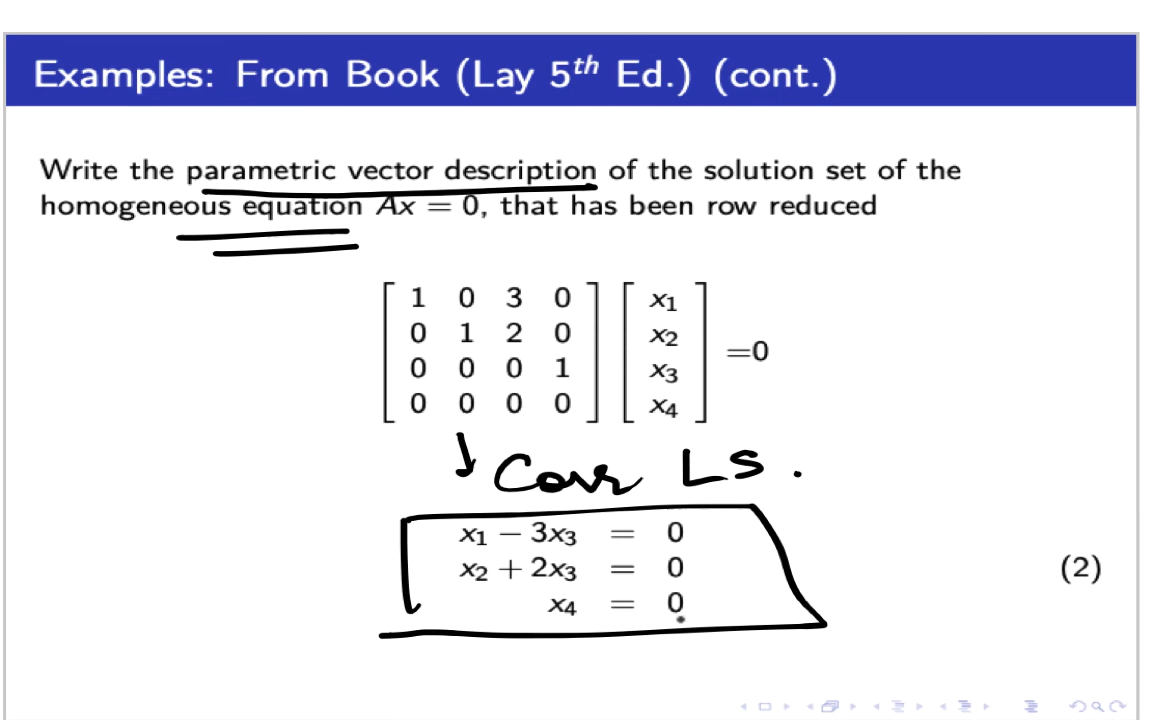 Examples: From Book (Lay 5th Ed.) (cont.)
Write the parametric vector description of the solution set of the
homogeneous equation Ax = 0, that has been row reduced
[ 1 0 3 0 ] [ x1 ]
[ 0 1 2 0 ] [ x2 ] =0
[ 0 0 0 1 ] [ x3 ]
[ 0 0 0 0 ] [ x4 ]
↓ Corr LS.
x1 − 3x3 = 0
x2 + 2x3 = 0 (2)
x4 = 0